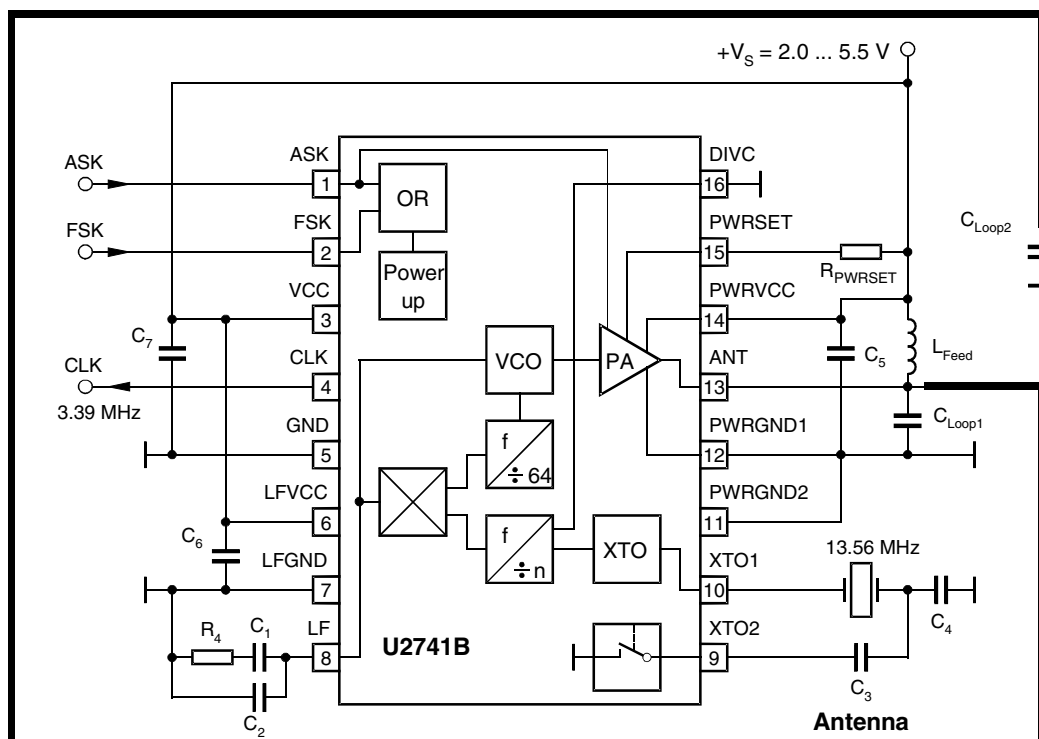 +VS = 2.0 ... 5.5 V
ASK
FSK
CLK
3.39 MHz
C7
C6
R4
C1
C2
ASK
1
FSK
2
VCC
3
CLK
4
GND
5
LFVCC
6
LFGND
7
LF
8
OR
Power
up
VCO
PA
f
÷ 64
f
÷ n
XTO
U2741B
DIVC
16
PWRSET
15
PWRVCC
14
ANT
13
PWRGND1
12
PWRGND2
11
XTO1
10
XTO2
9
RPWRSET
C5
LFeed
CLoop1
CLoop2
13.56 MHz
C4
C3
Antenna